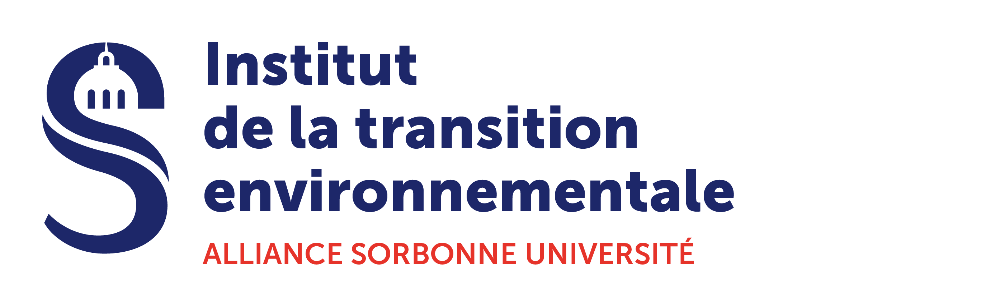 Institut
de la transition
environnementale
ALLIANCE SORBONNE UNIVERSITÉ